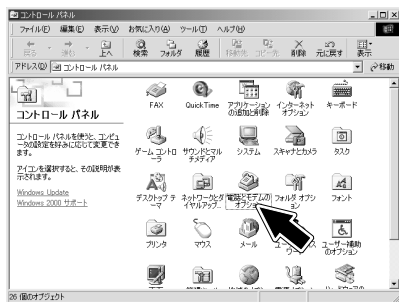 コントロール パネル
ファイル(F) 編集(E) 表示(V) お気に入り(A) ツール(T) ヘルプ(H)
戻る 進む 上へ 検索 フォルダ 履歴 移動先 コピー先 削除 元に戻す 表示
アドレス(D) コントロール パネル 移動
コントロール パネル
コントロール パネルを使うと、コンピュ
ータの設定を好みに応じて変更でき
ます。
アイコンを選択すると、その説明が表
示されます。
Windows Update
Windows 2000 サポート
FAX
QuickTime
アプリケーション
の追加と削除
インターネット
オプション
キーボード
ゲーム コントロ
ーラ
サウンドとマル
チメディア
システム
スキャナとカメラ
タスク
デスクトップ テ
ーマ
ネットワークとダ
イヤルアップ...
電話とモデムの
オプション
フォルダ オプシ
ョン
フォント
プリンタ
マウス
メール
ユーザー補助
のオプション
26 個のオブジェクト